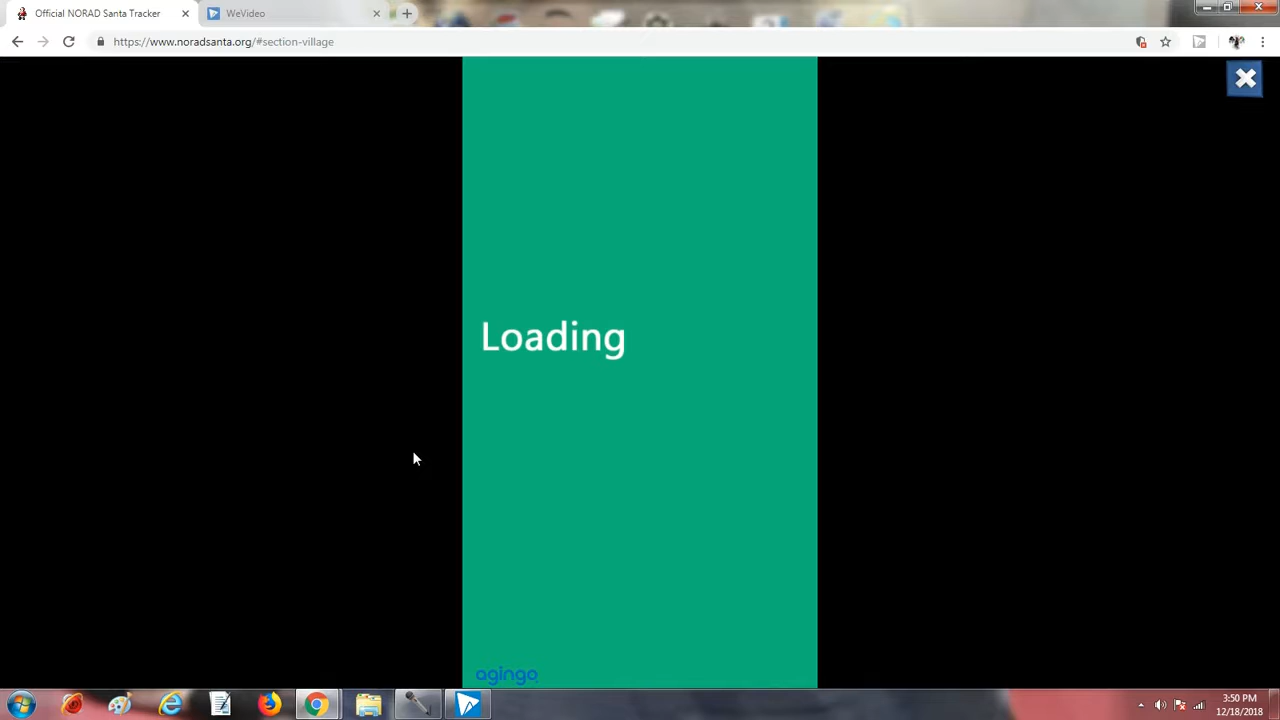 Official NORAD Santa Tracker
WeVideo
https://www.noradsanta.org/#section-village
Loading
agingo
3:50 PM
12/18/2018